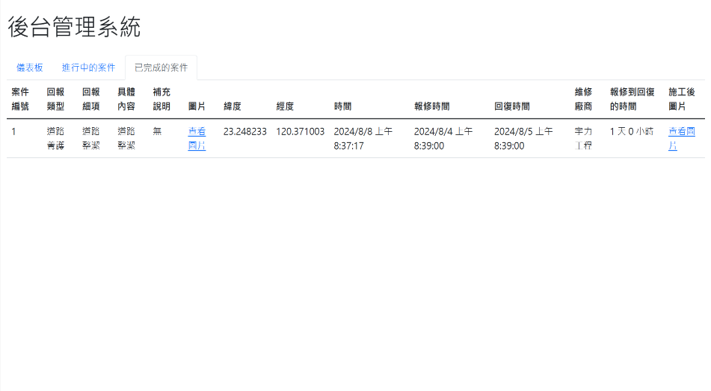 後台管理系統
儀表板 進行中的案件 已完成的案件
案件編號 回報類型 回報細項 具體內容 補充說明 圖片 緯度 經度 時間 報修時間 回復時間 維修廠商 報修到回復的時間 施工後圖片
1 道路養護 道路整潔 道路整潔 無 查看圖片 23.248233 120.371003 2024/8/8 上午 8:37:17 2024/8/4 上午 8:39:00 2024/8/5 上午 8:39:00 工程 1 天 0 小時 查看圖片